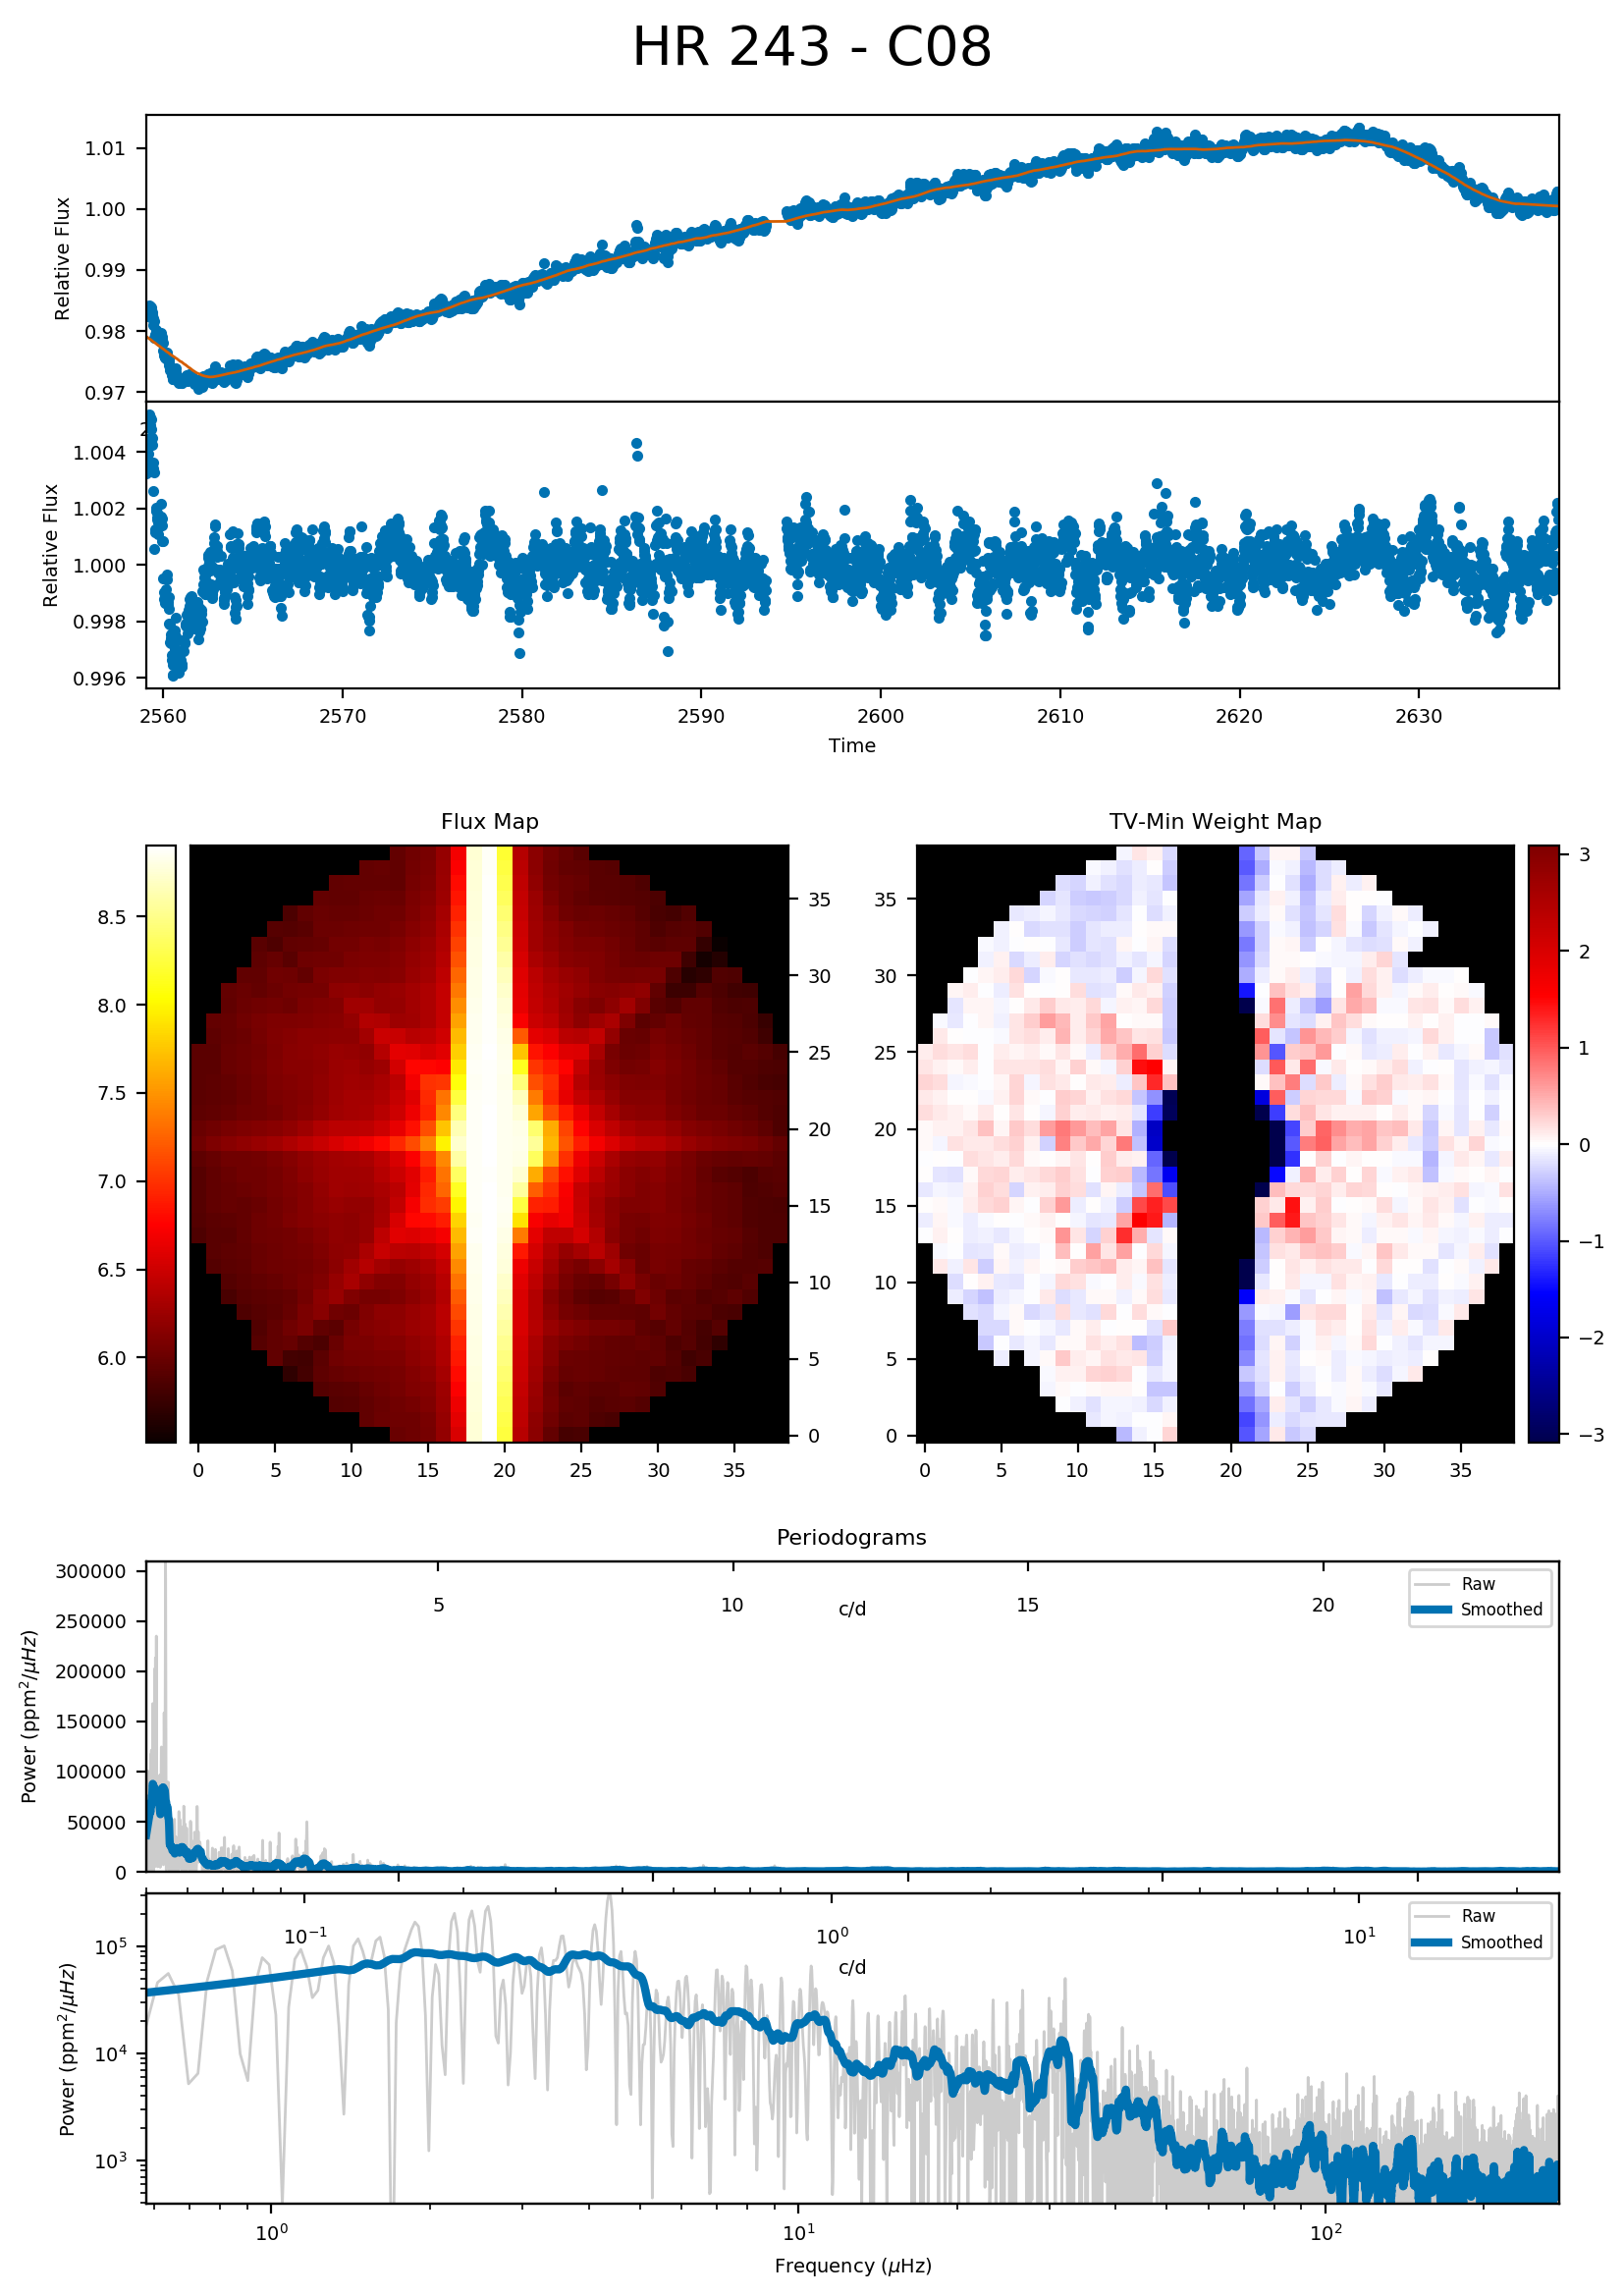 HR 243 - C08
1.01
1.00
0.99
0.98
0.97
Relative Flux
1.004
1.002
1.000
0.998
0.996
Relative Flux
2560 2570 2580 2590 2600 2610 2620 2630
Time
Flux Map
8.5
8.0
7.5
7.0
6.5
6.0
35
30
25
20
15
10
5
0
0 5 10 15 20 25 30 35
TV-Min Weight Map
35
30
25
20
15
10
5
0
0 5 10 15 20 25 30 35
3
2
1
0
−1
−2
−3
Periodograms
300000
250000
200000
150000
100000
50000
0
Power (ppm²/μHz)
5 10 15 20
c/d
Raw
Smoothed
10⁵
10⁴
10³
Power (ppm²/μHz)
10⁻¹ 10⁰ 10¹
c/d
Raw
Smoothed
10⁰ 10¹ 10²
Frequency (μHz)